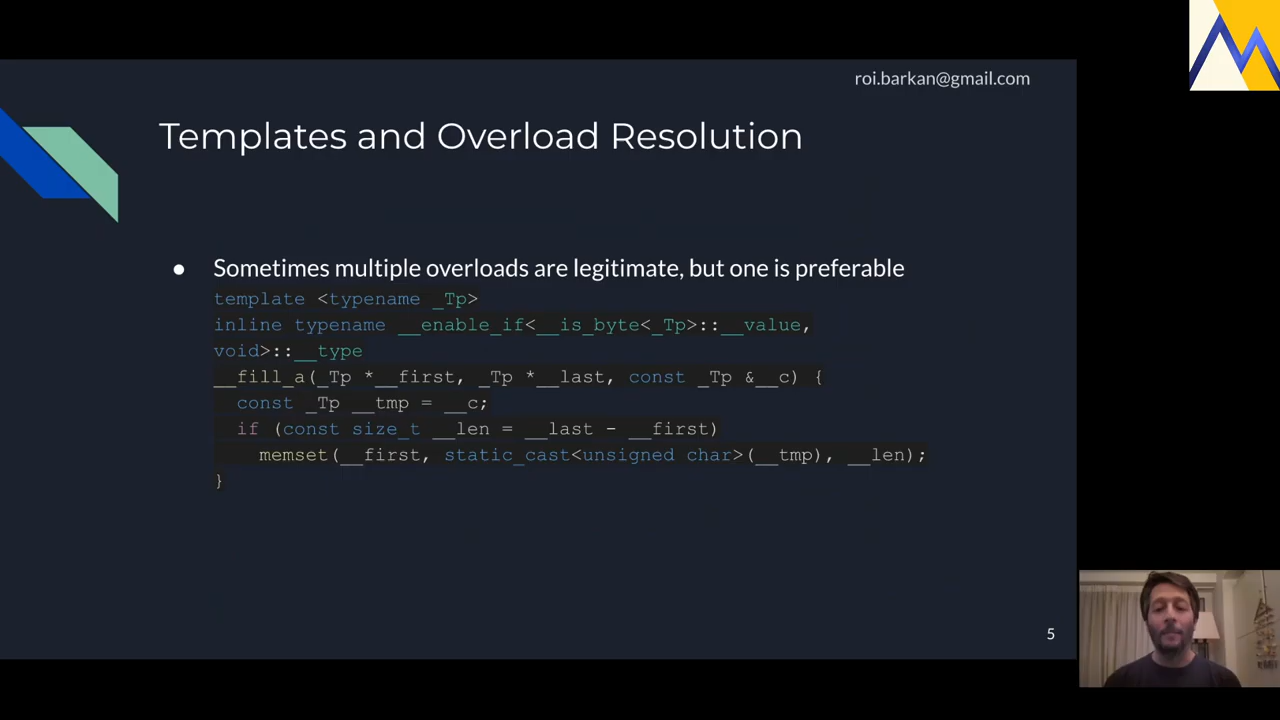 roi.barkan@gmail.com
Templates and Overload Resolution
● Sometimes multiple overloads are legitimate, but one is preferable
template <typename _Tp>
inline typename __enable_if<__is_byte<_Tp>::__value,
void>::__type
__fill_a(_Tp *__first, _Tp *__last, const _Tp &__c) {
  const _Tp __tmp = __c;
  if (const size_t __len = __last - __first)
    memset(__first, static_cast<unsigned char>(__tmp), __len);
}
5